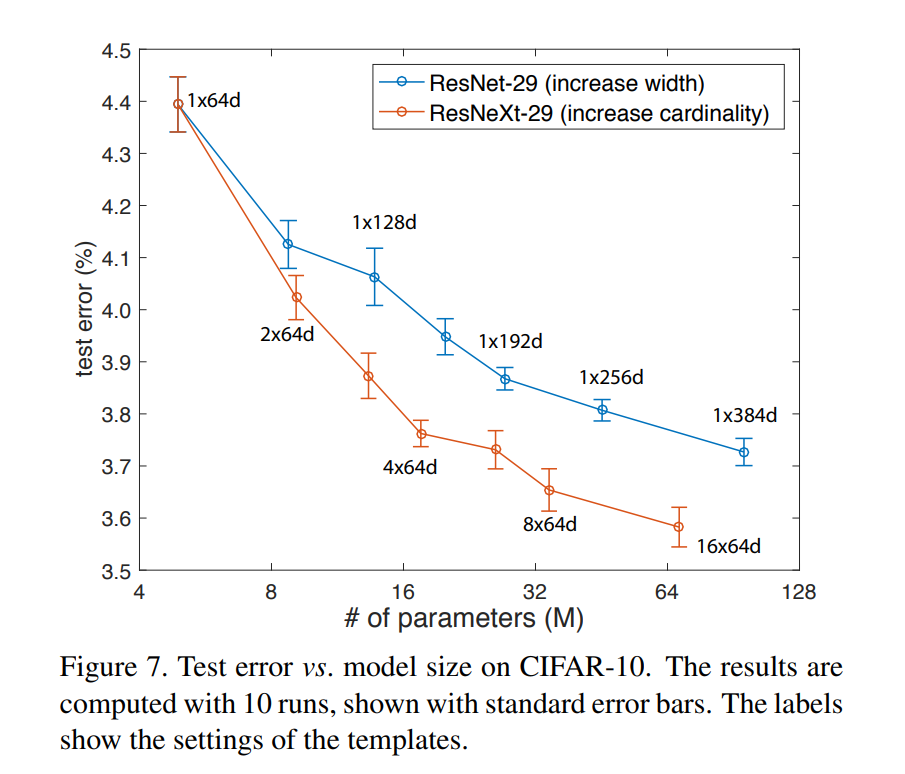 4.5
4.4
4.3
4.2
4.1
4.0
3.9
3.8
3.7
3.6
3.5
test error (%)
ResNet-29 (increase width)
ResNeXt-29 (increase cardinality)
1x64d
1x128d
2x64d
1x192d
1x256d
1x384d
4x64d
8x64d
16x64d
4 8 16 32 64 128
# of parameters (M)
Figure 7. Test error vs. model size on CIFAR-10. The results are
computed with 10 runs, shown with standard error bars. The labels
show the settings of the templates.